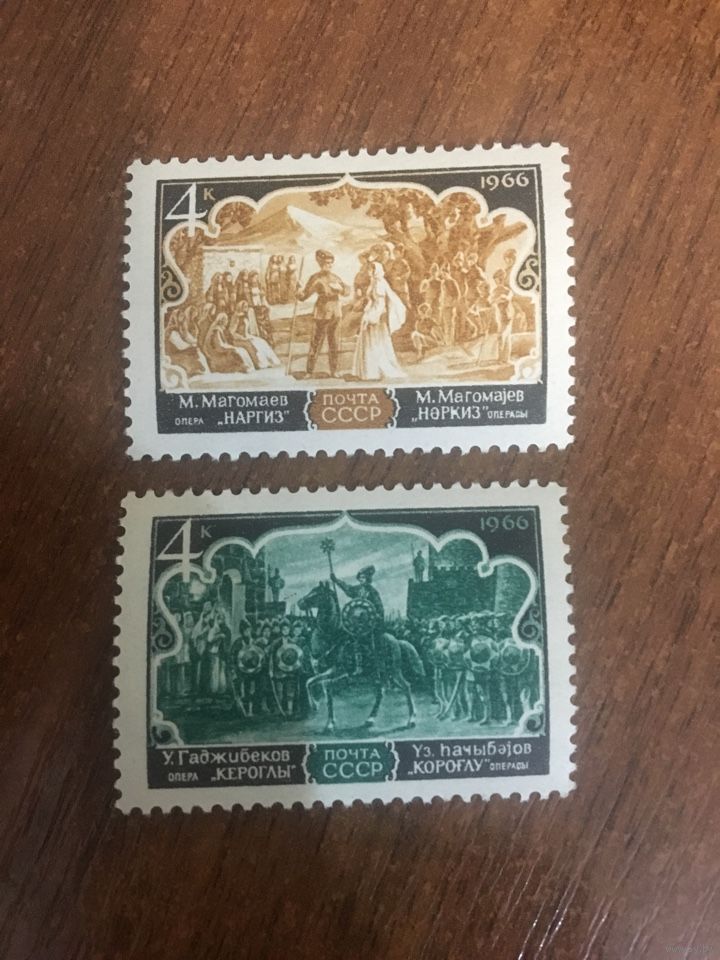 4К 1966
М. Магомаев ПОЧТА М. Магомајев
ОПЕРА „НАРГИЗ" СССР „НӘРКИЗ" ОПЕРАСЫ
4К 1966
У. Гаджибеков ПОЧТА Үз. Һаҹыбәјов
ОПЕРА „КЕРОГЛЫ" СССР „КОРОҒЛУ" ОПЕРАСЫ